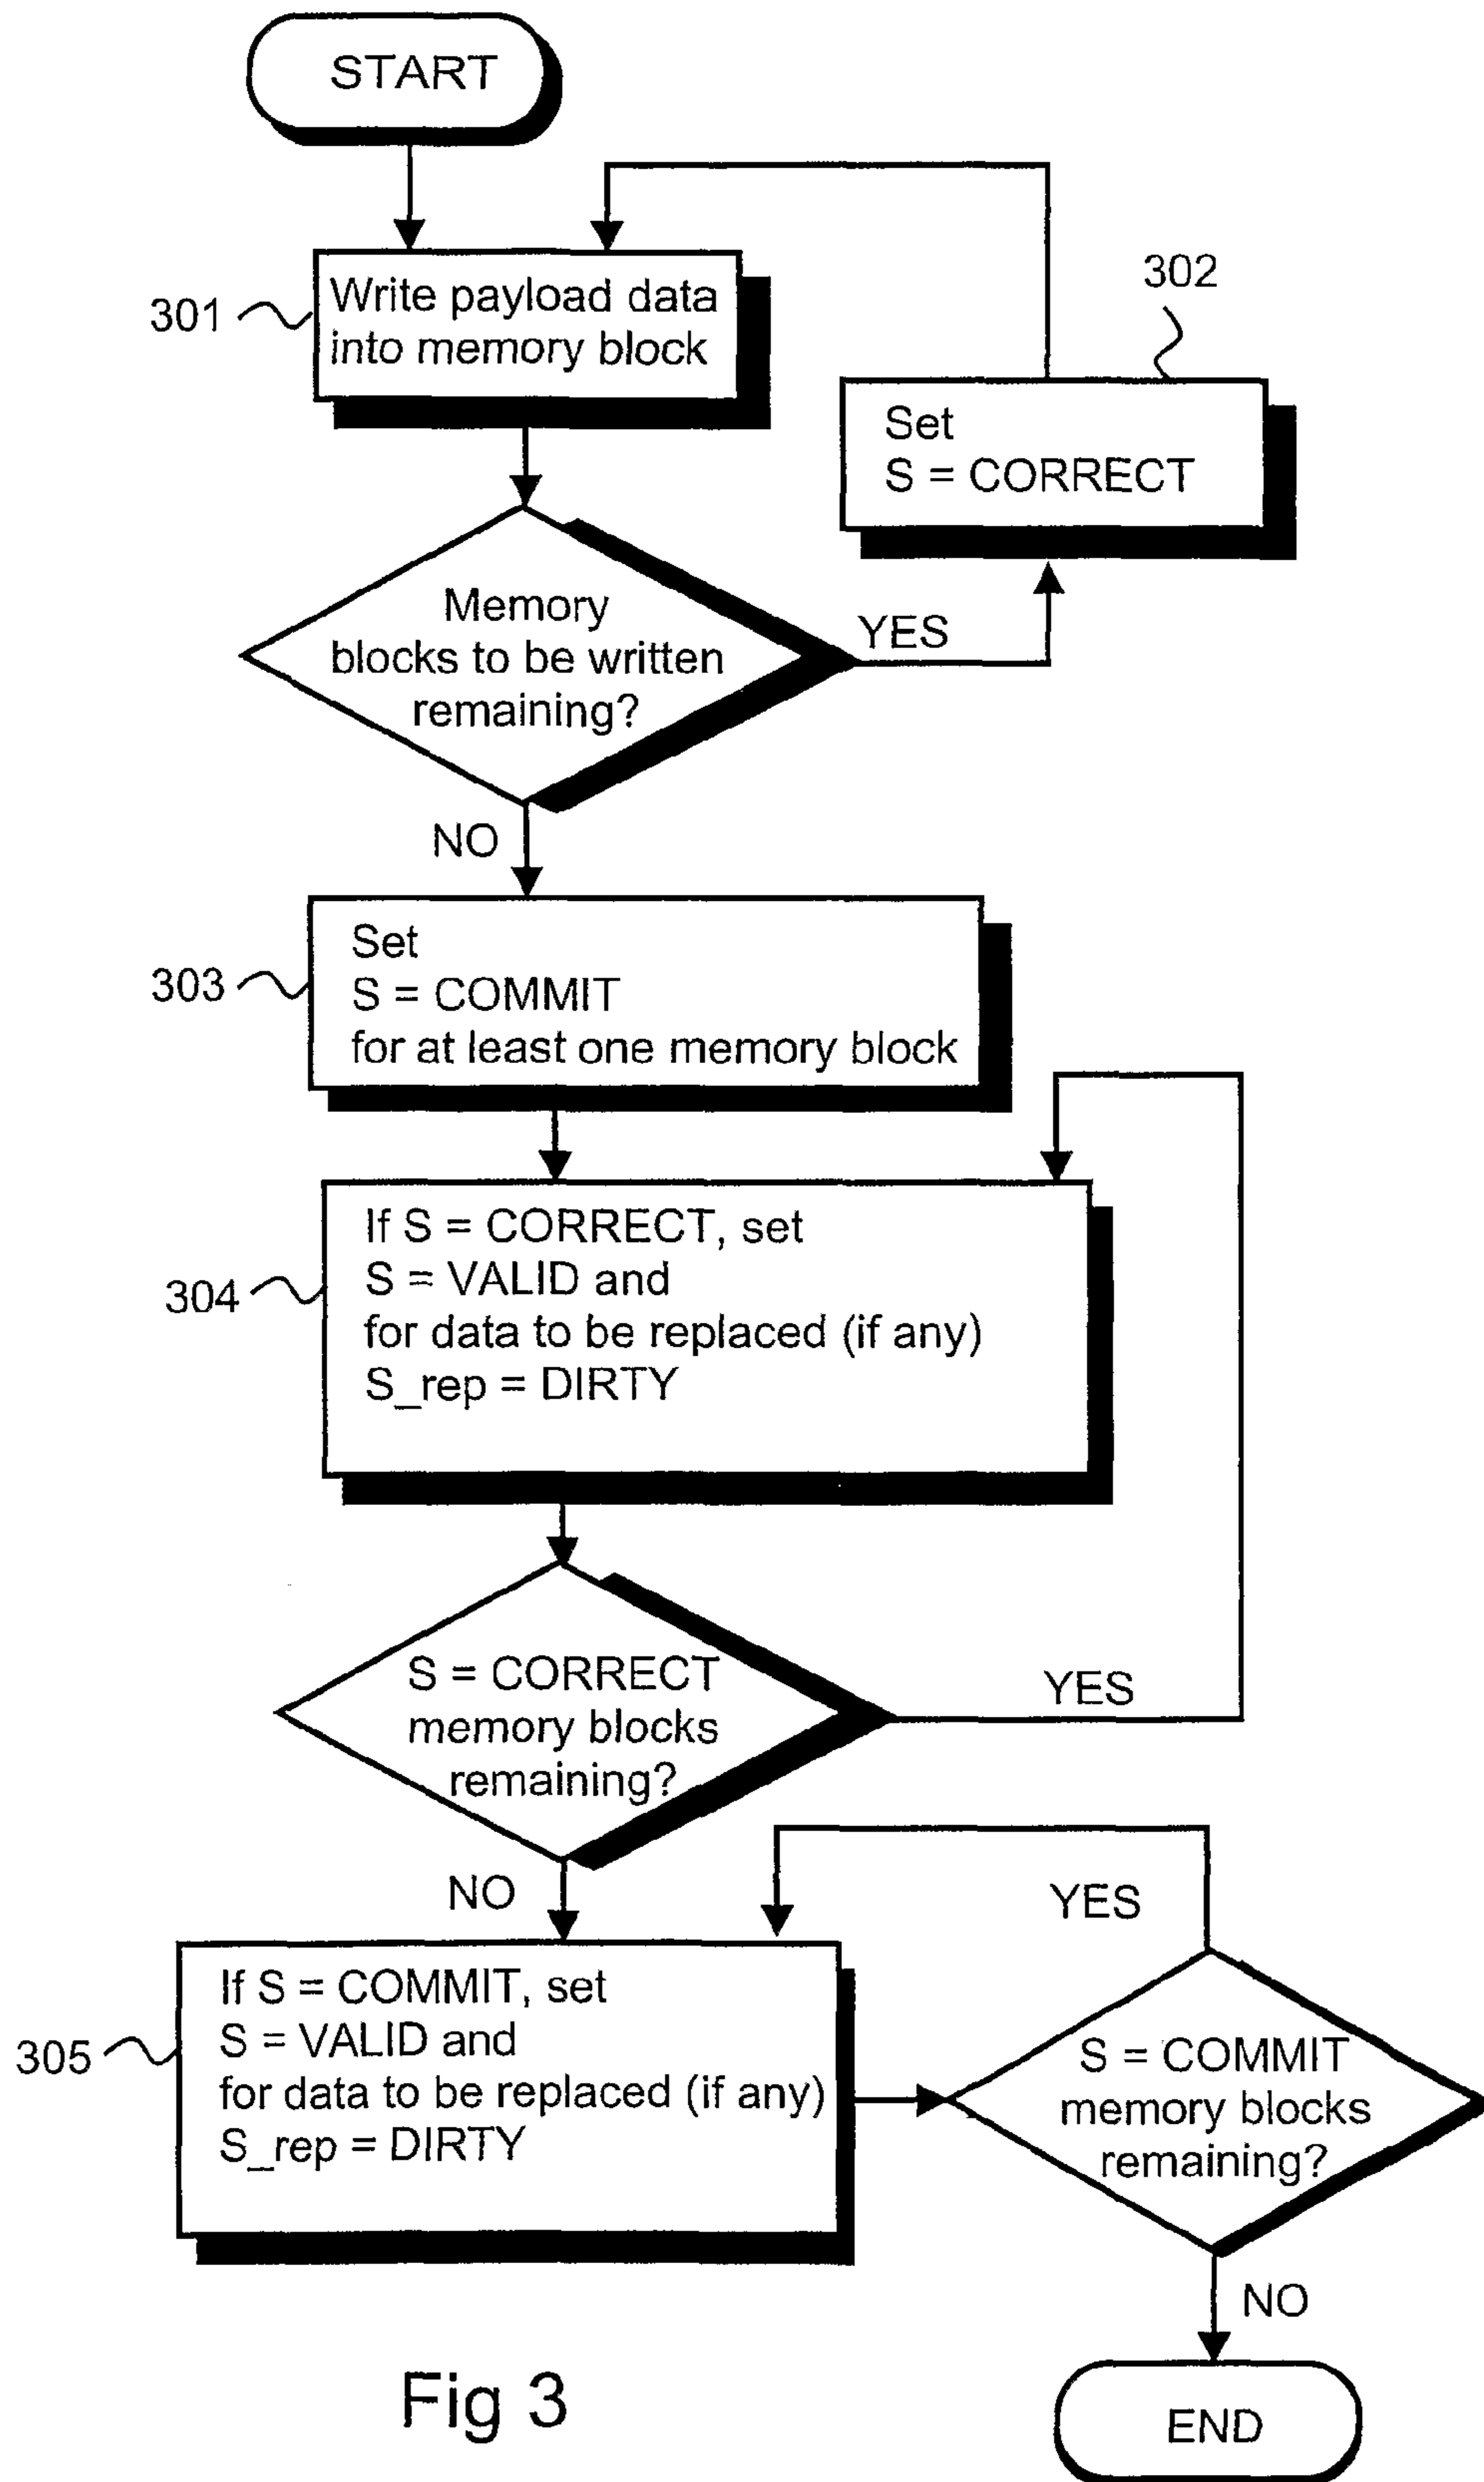 START
301
Write payload data
into memory block
302
Set
S = CORRECT
Memory
blocks to be written
remaining?
YES
NO
303
Set
S = COMMIT
for at least one memory block
304
If S = CORRECT, set
S = VALID and
for data to be replaced (if any)
S_rep = DIRTY
S = CORRECT
memory blocks
remaining?
YES
NO
YES
305
If S = COMMIT, set
S = VALID and
for data to be replaced (if any)
S_rep = DIRTY
S = COMMIT
memory blocks
remaining?
NO
Fig 3
END